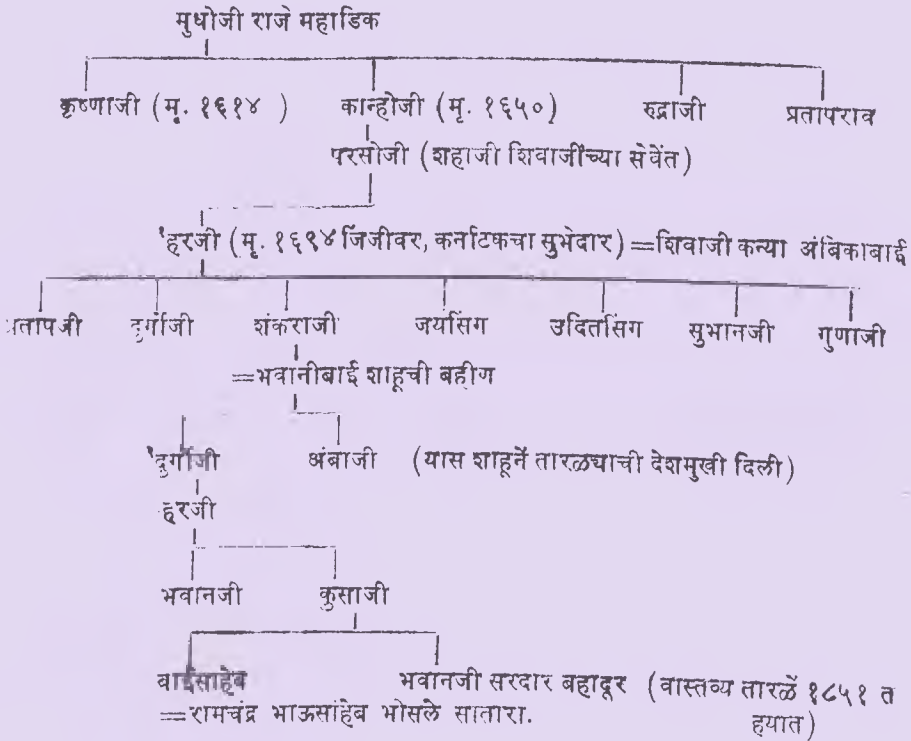 मुधोजी राजे महाडिक
कृष्णाजी (मृ. १६१४ ) कान्होजी (मृ. १६५०) रुद्राजी प्रतापराव
परसोजी (शहाजी शिवाजींच्या सेवेंत)
'हरजी (मृ. १६९४ जिंजीवर, कर्नाटकचा सुभेदार)=शिवाजी कन्या अंबिकाबाई
प्रतापजी दुर्गाजी शंकराजी जयसिंग उदितसिंग सुभानजी गुणाजी
=भवानीबाई शाहूची बहीण
'दुर्गाजी अंबाजी (यास शाहूनें तारळ्याची देशमुखी दिली)
हरजी
भवानजी कुसाजी
बाईसाहेब भवानजी सरदार बहादूर (वास्तव्य तारळें १८५१ त
=रामचंद्र भाऊसांहेब भोसले सातारा. हयात)